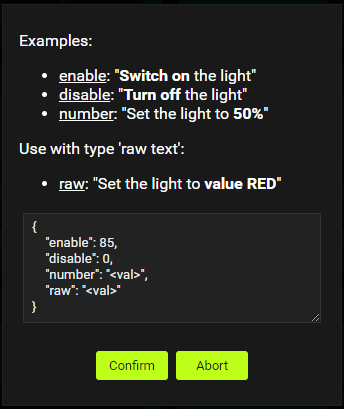 Examples:
• enable: "Switch on the light"
• disable: "Turn off the light"
• number: "Set the light to 50%"
Use with type 'raw text':
• raw: "Set the light to value RED"
{
    "enable": 85,
    "disable": 0,
    "number": "<val>",
    "raw": "<val>"
}
Confirm Abort